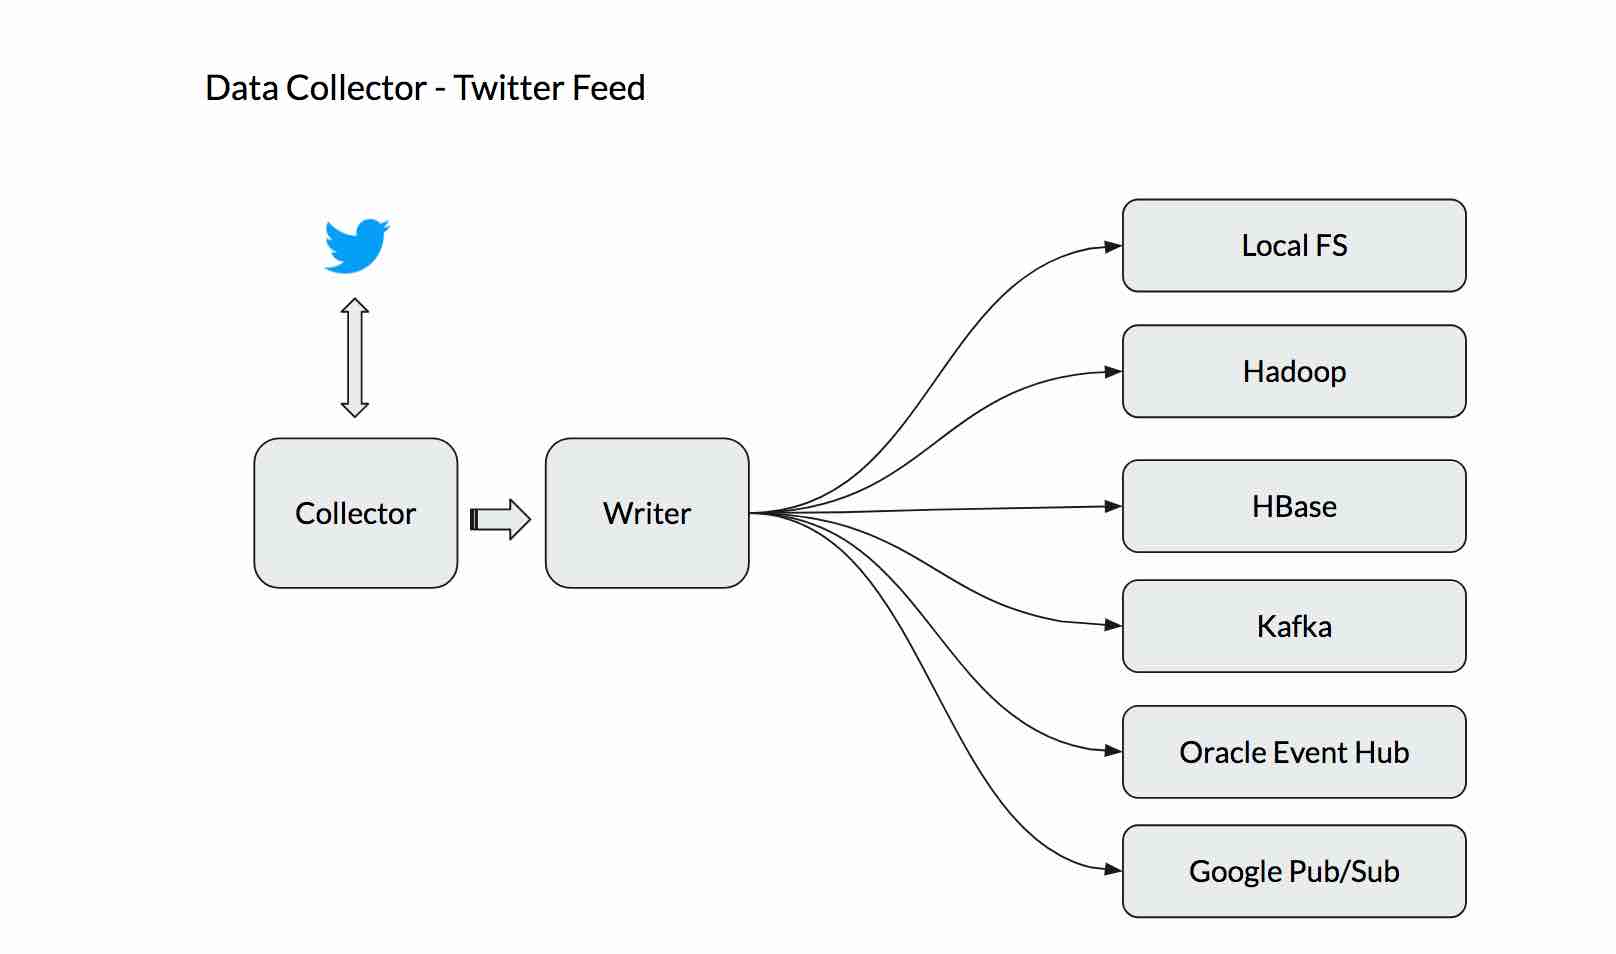 Data Collector - Twitter Feed
Local FS
Hadoop
Collector
Writer
HBase
Kafka
Oracle Event Hub
Google Pub/Sub